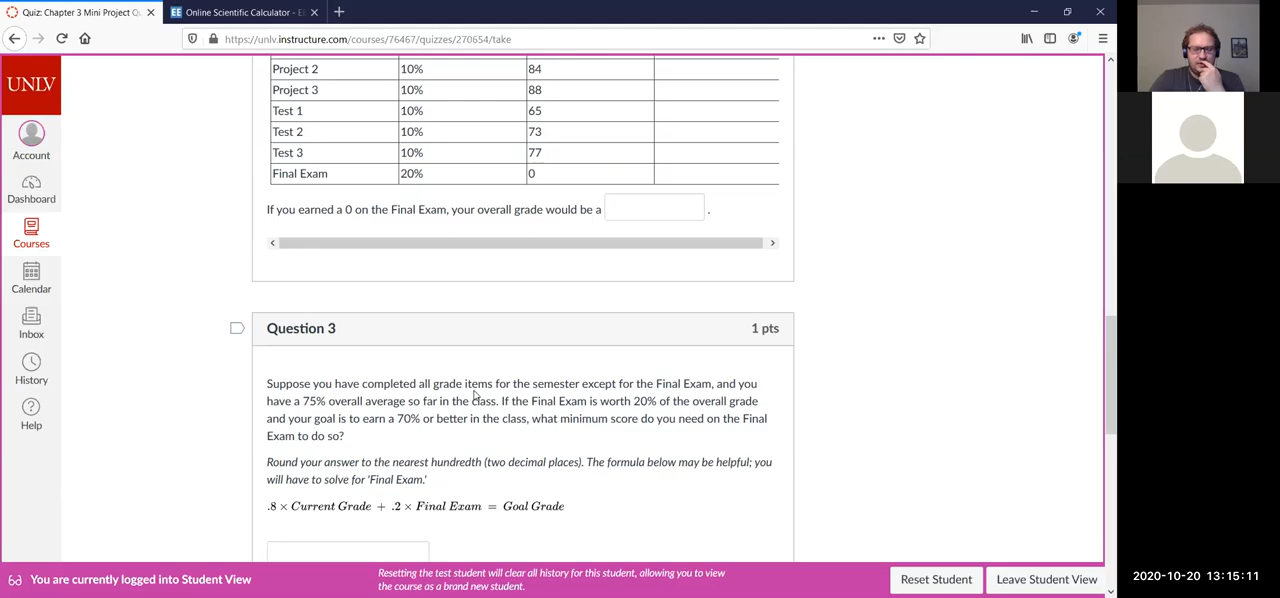 Quiz: Chapter 3 Mini Project Q
Online Scientific Calculator - E
https://unlv.instructure.com/courses/76467/quizzes/270654/take
UNLV
Account
Dashboard
Courses
Calendar
Inbox
History
Help
Project 2 10% 84
Project 3 10% 88
Test 1 10% 65
Test 2 10% 73
Test 3 10% 77
Final Exam 20% 0
If you earned a 0 on the Final Exam, your overall grade would be a .
Question 3 1 pts
Suppose you have completed all grade items for the semester except for the Final Exam, and you
have a 75% overall average so far in the class. If the Final Exam is worth 20% of the overall grade
and your goal is to earn a 70% or better in the class, what minimum score do you need on the Final
Exam to do so?
Round your answer to the nearest hundredth (two decimal places). The formula below may be helpful; you
will have to solve for 'Final Exam.'
.8 × Current Grade + .2 × Final Exam = Goal Grade
You are currently logged into Student View
Resetting the test student will clear all history for this student, allowing you to view
the course as a brand new student.
Reset Student
Leave Student View
2020-10-20 13:15:11